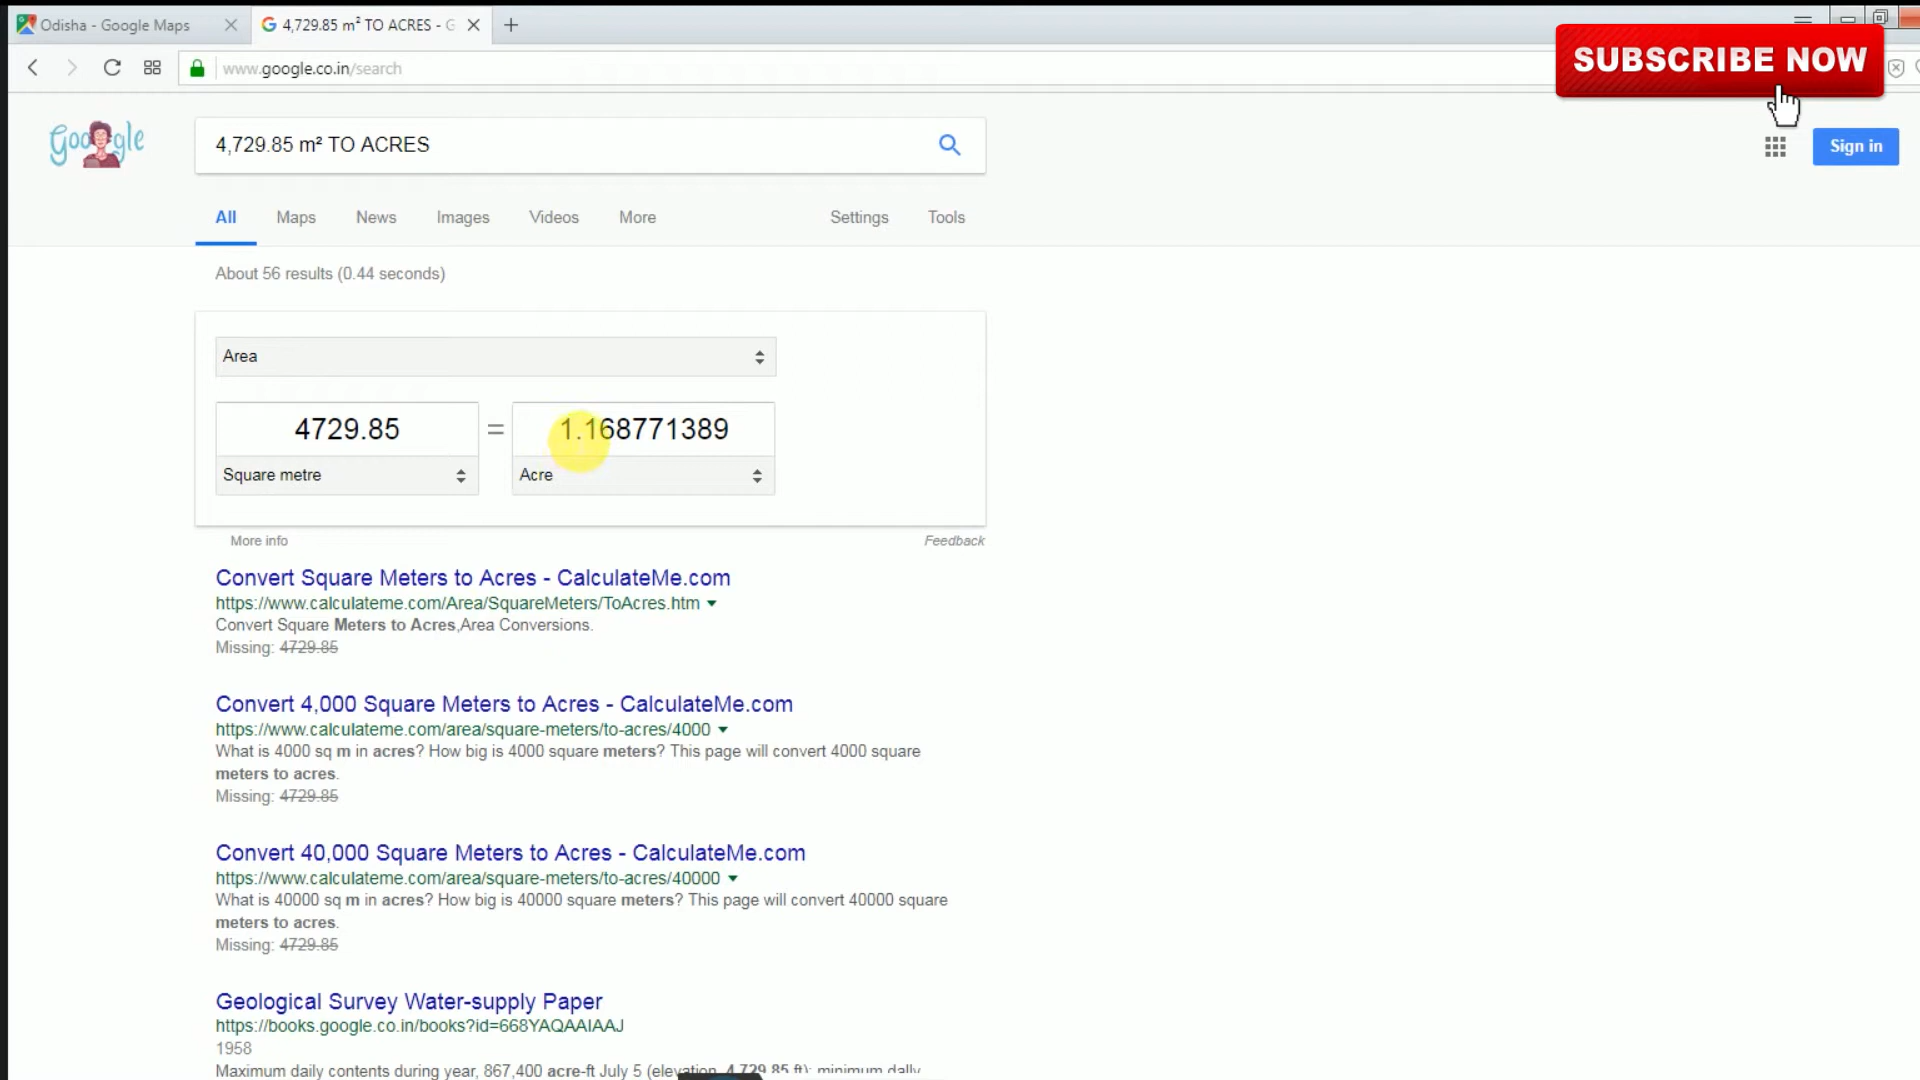 Odisha - Google Maps
4,729.85 m² TO ACRES - G
SUBSCRIBE NOW
www.google.co.in/search
Google
4,729.85 m² TO ACRES
Sign in
All Maps News Images Videos More Settings Tools
About 56 results (0.44 seconds)
Area
4729.85 = 1.168771389
Square metre Acre
More info Feedback
Convert Square Meters to Acres - CalculateMe.com
https://www.calculateme.com/Area/SquareMeters/ToAcres.htm
Convert Square Meters to Acres,Area Conversions.
Missing: 4729.85
Convert 4,000 Square Meters to Acres - CalculateMe.com
https://www.calculateme.com/area/square-meters/to-acres/4000
What is 4000 sq m in acres? How big is 4000 square meters? This page will convert 4000 square
meters to acres.
Missing: 4729.85
Convert 40,000 Square Meters to Acres - CalculateMe.com
https://www.calculateme.com/area/square-meters/to-acres/40000
What is 40000 sq m in acres? How big is 40000 square meters? This page will convert 40000 square
meters to acres.
Missing: 4729.85
Geological Survey Water-supply Paper
https://books.google.co.in/books?id=668YAQAAIAAJ
1958
Maximum daily contents during year, 867,400 acre-ft July 5 (elevation, 4,729.85 ft); minimum daily